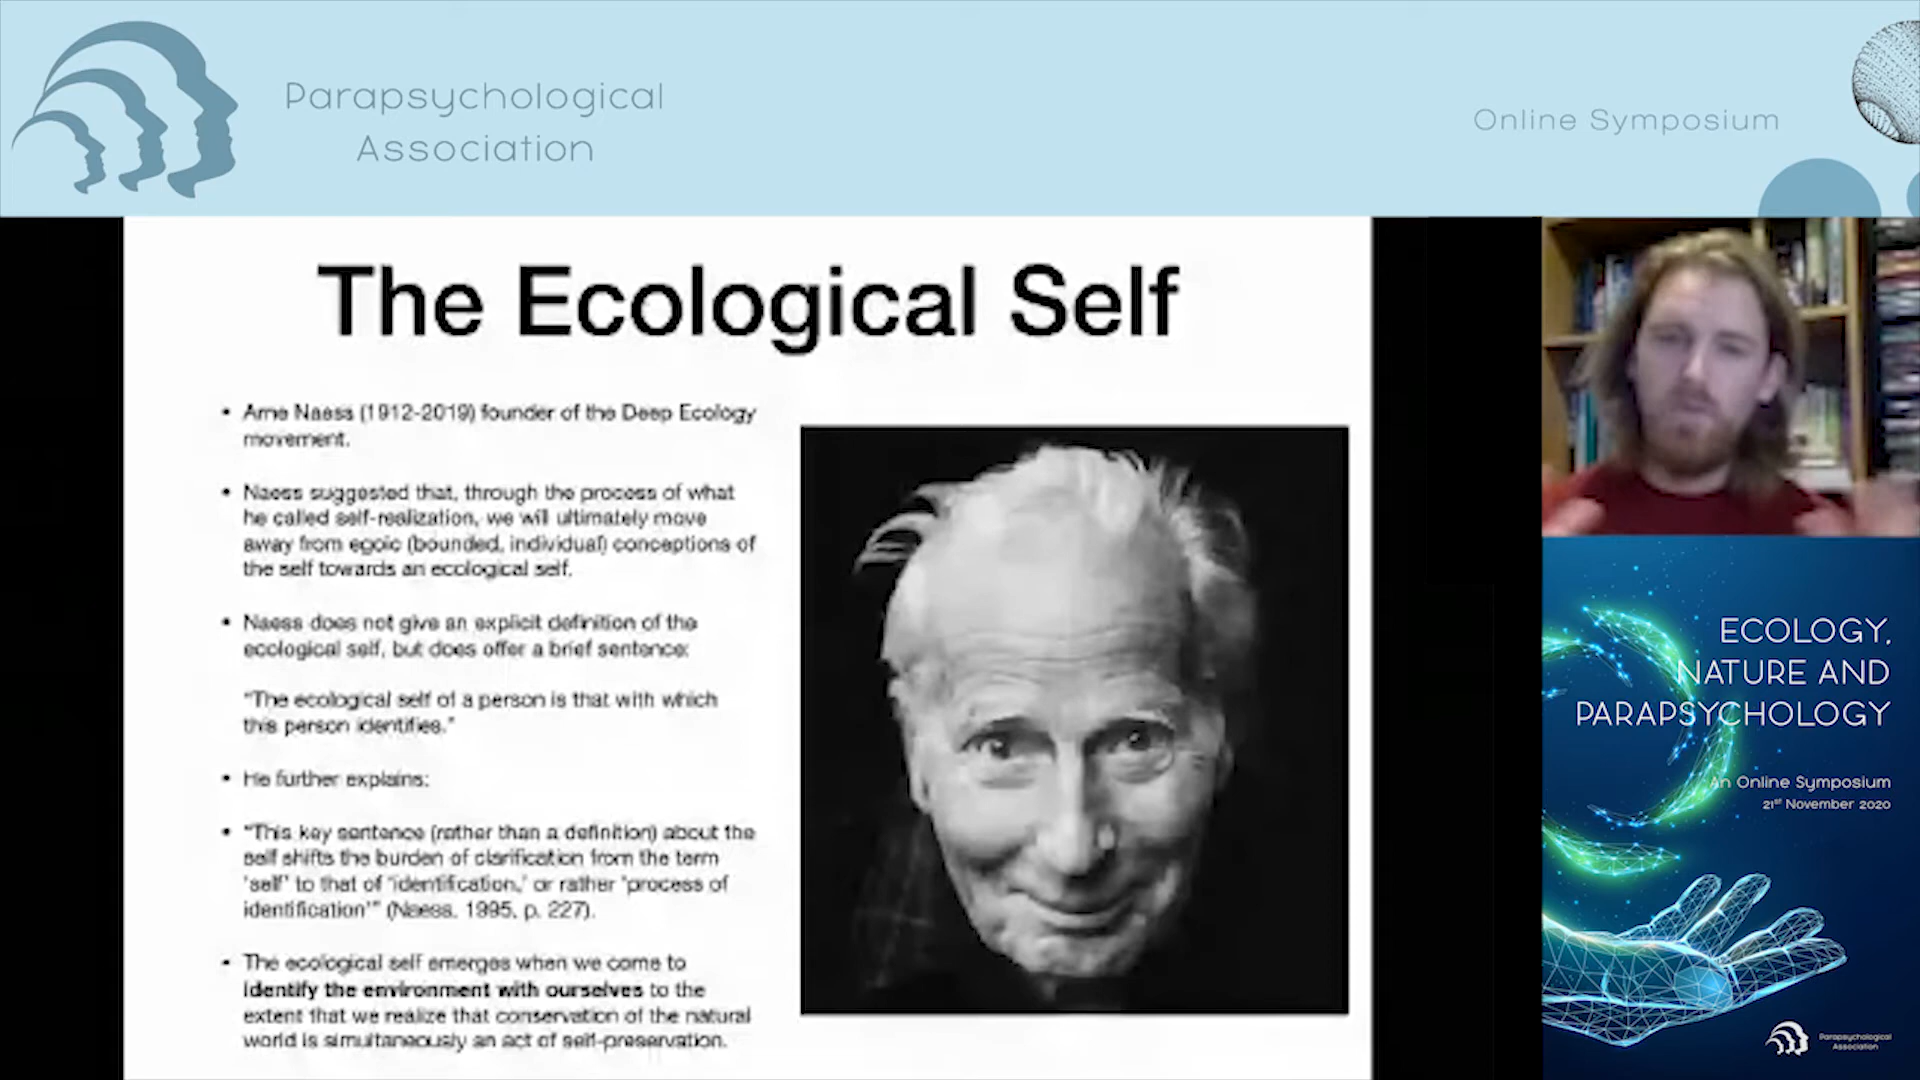 Parapsychological
Association
Online Symposium
The Ecological Self
• Arne Naess (1912-2019) founder of the Deep Ecology
movement.
• Naess suggested that, through the process of what
he called self-realization, we will ultimately move
away from egoic (bounded, individual) conceptions of
the self towards an ecological self.
• Naess does not give an explicit definition of the
ecological self, but does offer a brief sentence:
“The ecological self of a person is that with which
this person identifies.”
• He further explains:
• “This key sentence (rather than a definition) about the
self shifts the burden of clarification from the term
‘self’ to that of ‘identification,’ or rather ‘process of
identification’” (Naess, 1995, p. 227).
• The ecological self emerges when we come to
identify the environment with ourselves to the
extent that we realize that conservation of the natural
world is simultaneously an act of self-preservation.
ECOLOGY,
NATURE AND
PARAPSYCHOLOGY
An Online Symposium
21st November 2020
Parapsychological
Association